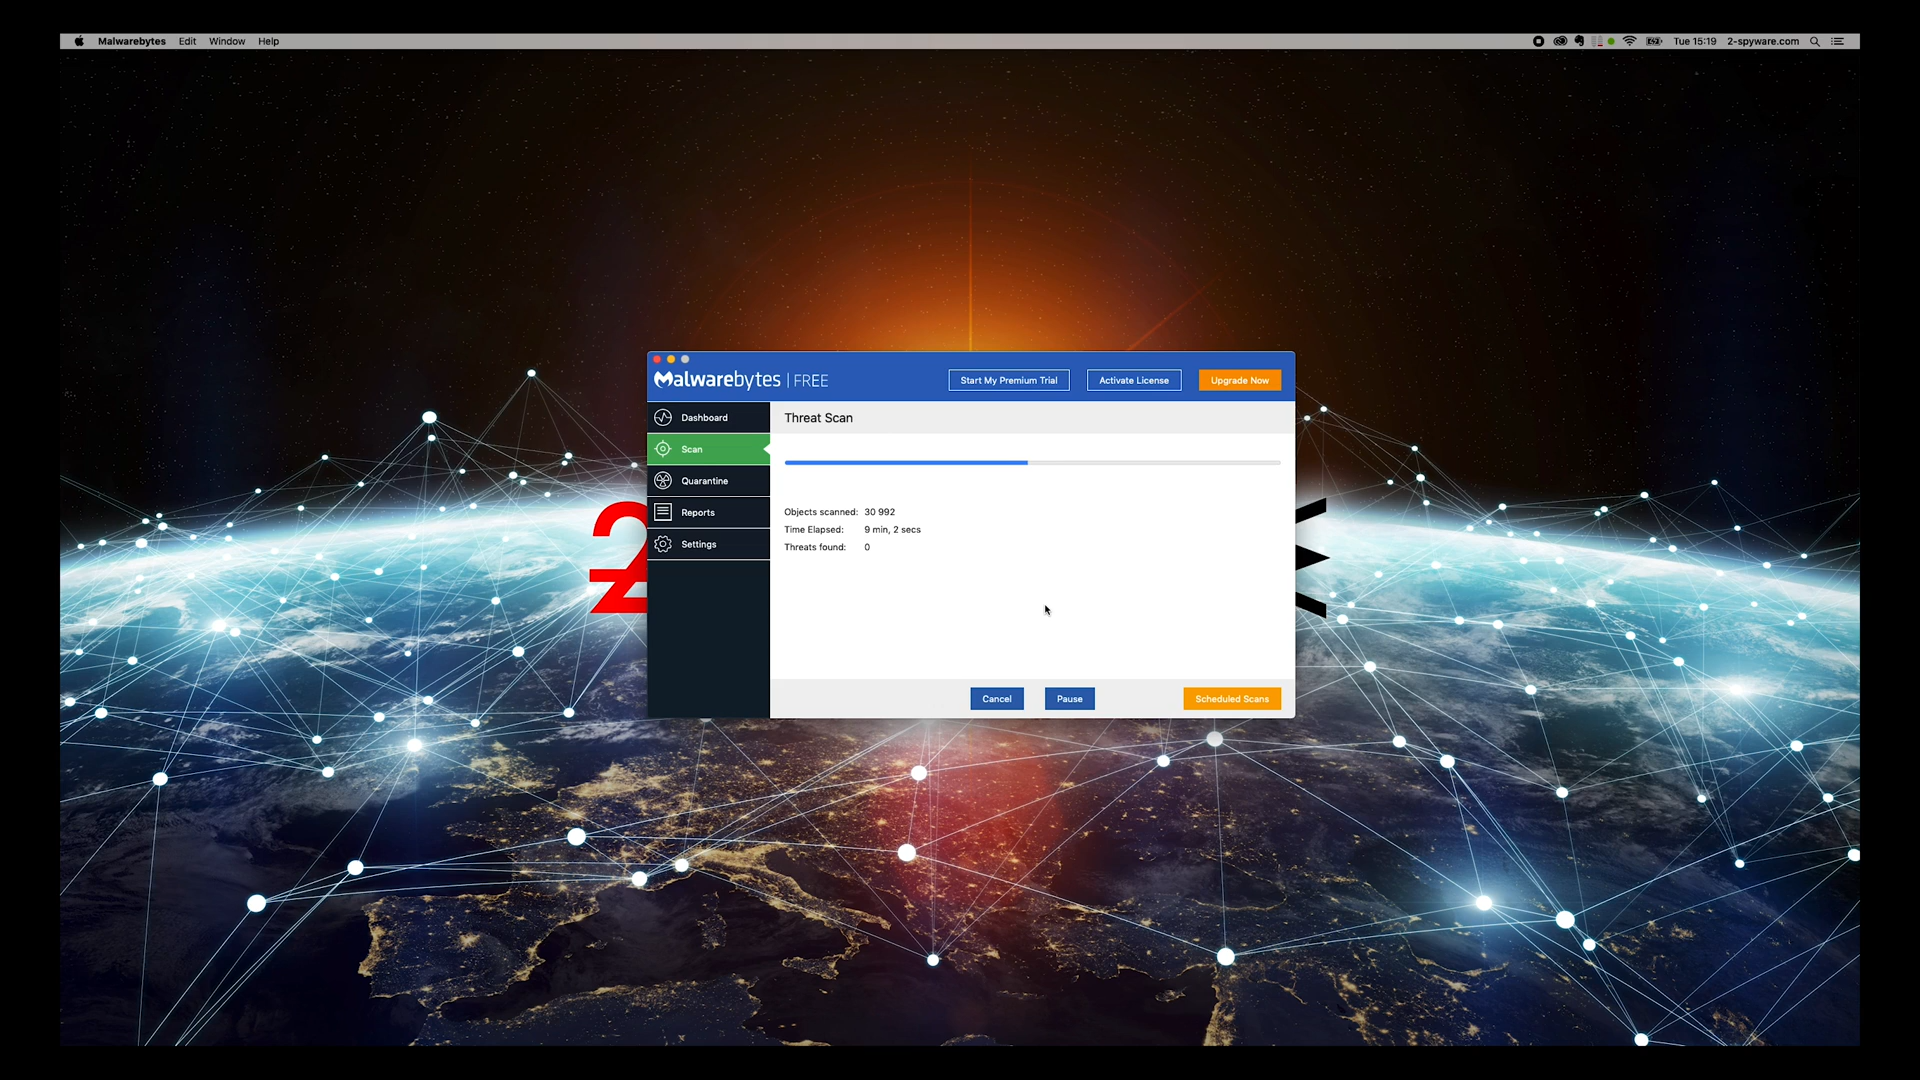 Malwarebytes Edit Window Help
Tue 15:19 2-spyware.com
Malwarebytes | FREE
Start My Premium Trial
Activate License
Upgrade Now
Dashboard
Scan
Quarantine
Reports
Settings
Threat Scan
Objects scanned: 30 992
Time Elapsed: 9 min, 2 secs
Threats found: 0
Cancel
Pause
Scheduled Scans
2